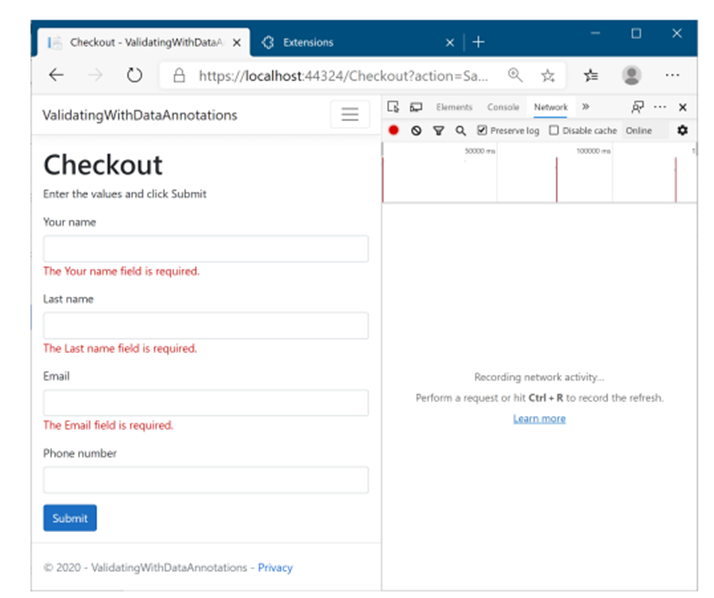 Checkout - ValidatingWithDataA
Extensions
https://localhost:44324/Checkout?action=Sa...
ValidatingWithDataAnnotations
Elements Console Network
Preserve log Disable cache Online
50000 ms 100000 ms
Checkout
Enter the values and click Submit
Your name
The Your name field is required.
Last name
The Last name field is required.
Email
The Email field is required.
Phone number
Submit
© 2020 - ValidatingWithDataAnnotations - Privacy
Recording network activity...
Perform a request or hit Ctrl + R to record the refresh.
Learn more